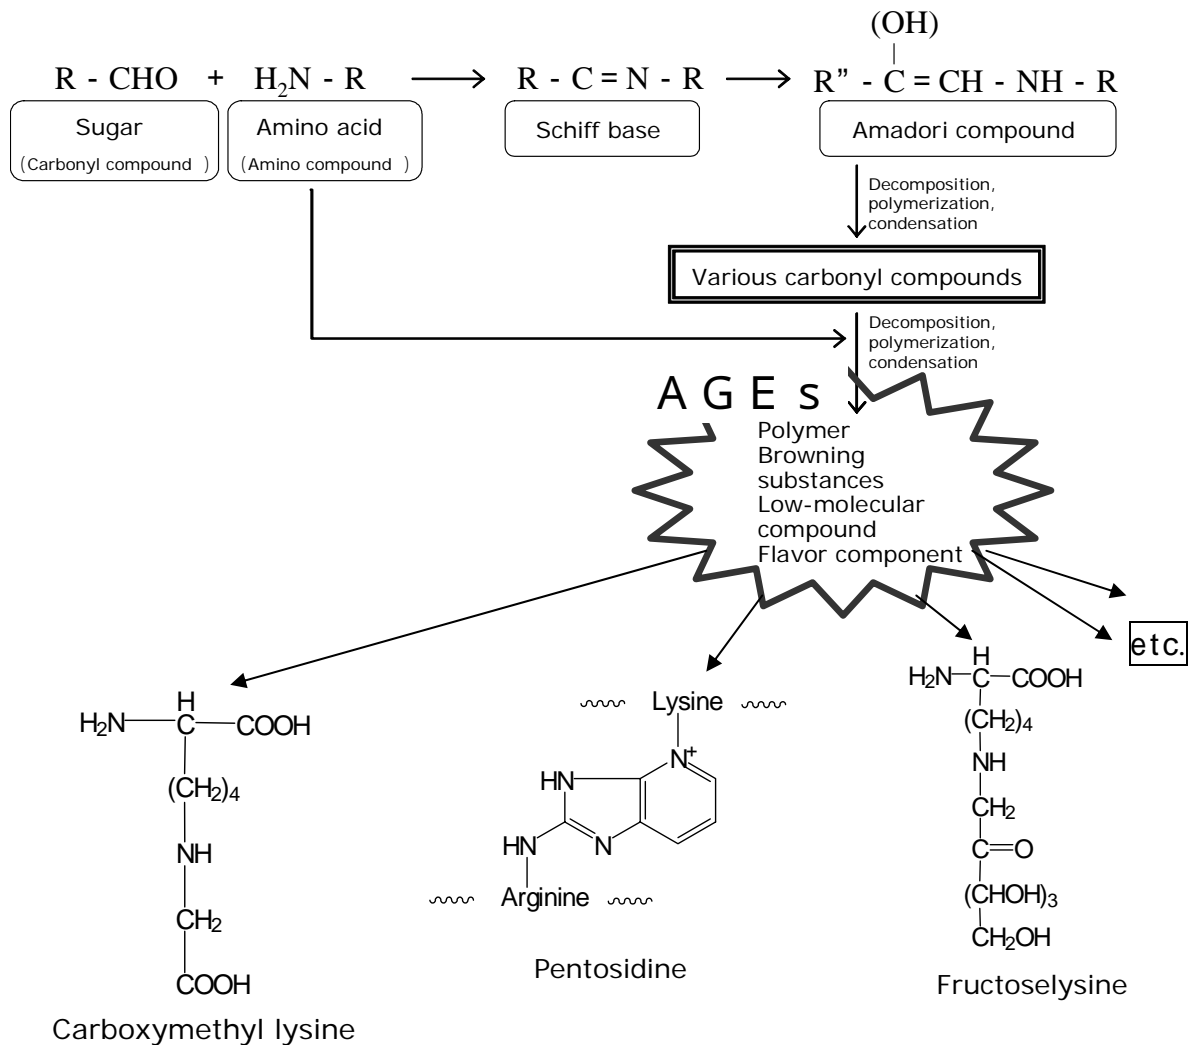 (OH)
R - CHO + H₂N - R R - C = N - R R” - C = CH - NH - R
Sugar
(Carbonyl compound )
Amino acid
(Amino compound )
Schiff base
Amadori compound
Decomposition,
polymerization,
condensation
Various carbonyl compounds
Decomposition,
polymerization,
condensation
AGEs
Polymer
Browning
substances
Low-molecular
compound
Flavor component
etc.
H
H₂N C COOH
(CH₂)₄
NH
CH₂
COOH
Carboxymethyl lysine
Lysine
N⁺
HN
HN N
Arginine
Pentosidine
H
H₂N C COOH
(CH₂)₄
NH
CH₂
C=O
(CHOH)₃
CH₂OH
Fructoselysine